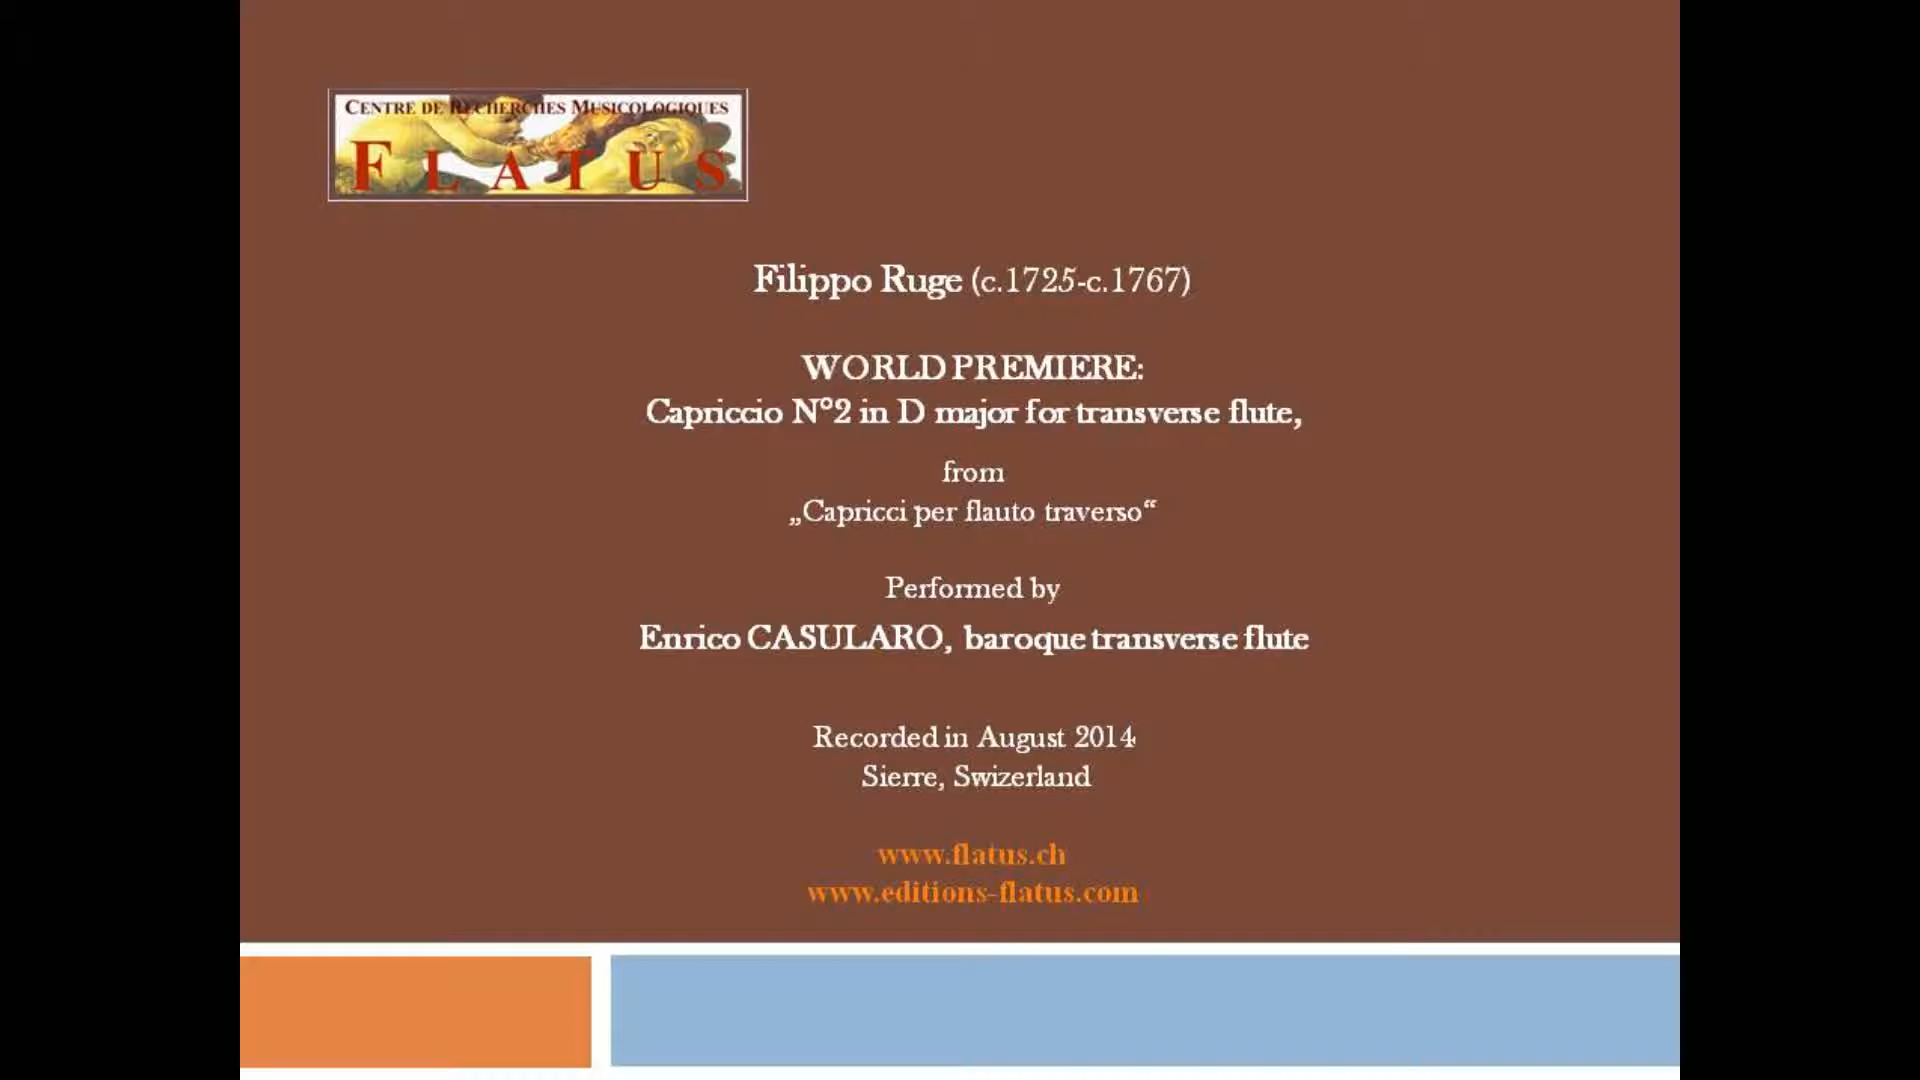 CENTRE DE RECHERCHES MUSICOLOGIQUES
FLATUS
Filippo Ruge (c.1725-c.1767)
WORLD PREMIERE:
Capriccio N°2 in D major for transverse flute,
from
„Capricci per flauto traverso“
Performed by
Enrico CASULARO, baroque transverse flute
Recorded in August 2014
Sierre, Swizerland
www.flatus.ch
www.editions-flatus.com